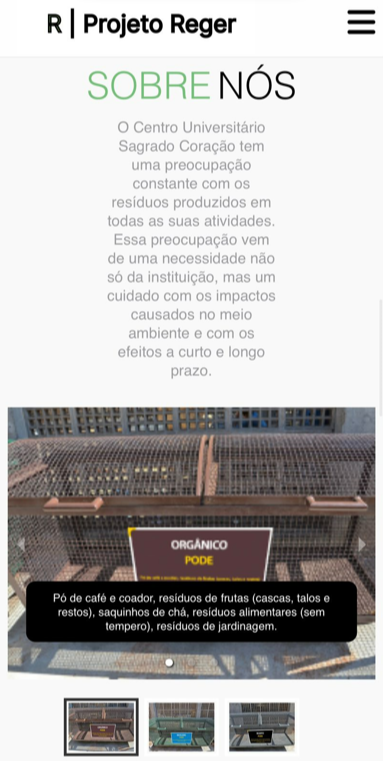 R | Projeto Reger
SOBRE NÓS
O Centro Universitário
Sagrado Coração tem
uma preocupação
constante com os
resíduos produzidos em
todas as suas atividades.
Essa preocupação vem
de uma necessidade não
só da instituição, mas um
cuidado com os impactos
causados no meio
ambiente e com os
efeitos a curto e longo
prazo.
ORGÂNICO
PODE
Pó de café e coador, resíduos de frutas (cascas, talos e
restos), saquinhos de chá, resíduos alimentares (sem
tempero), resíduos de jardinagem.